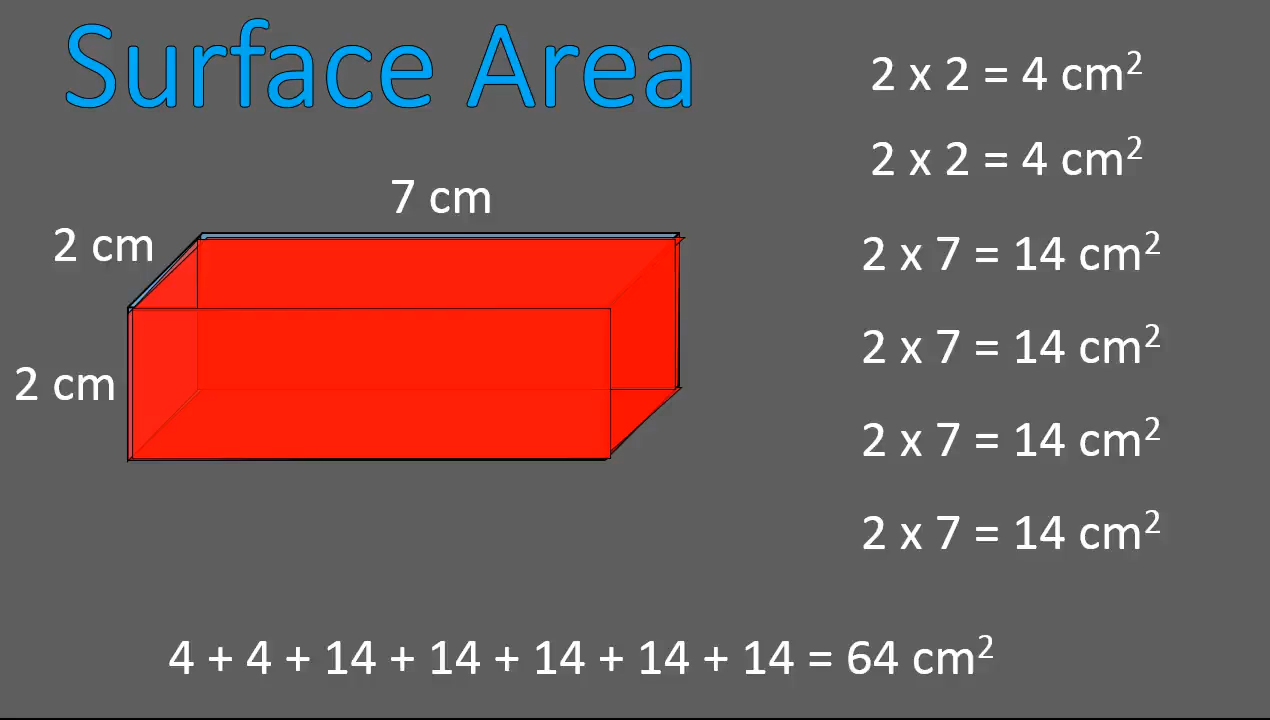 Surface Area
7 cm
2 cm
2 cm
2 x 2 = 4 cm²
2 x 2 = 4 cm²
2 x 7 = 14 cm²
2 x 7 = 14 cm²
2 x 7 = 14 cm²
2 x 7 = 14 cm²
4 + 4 + 14 + 14 + 14 + 14 + 14 = 64 cm²